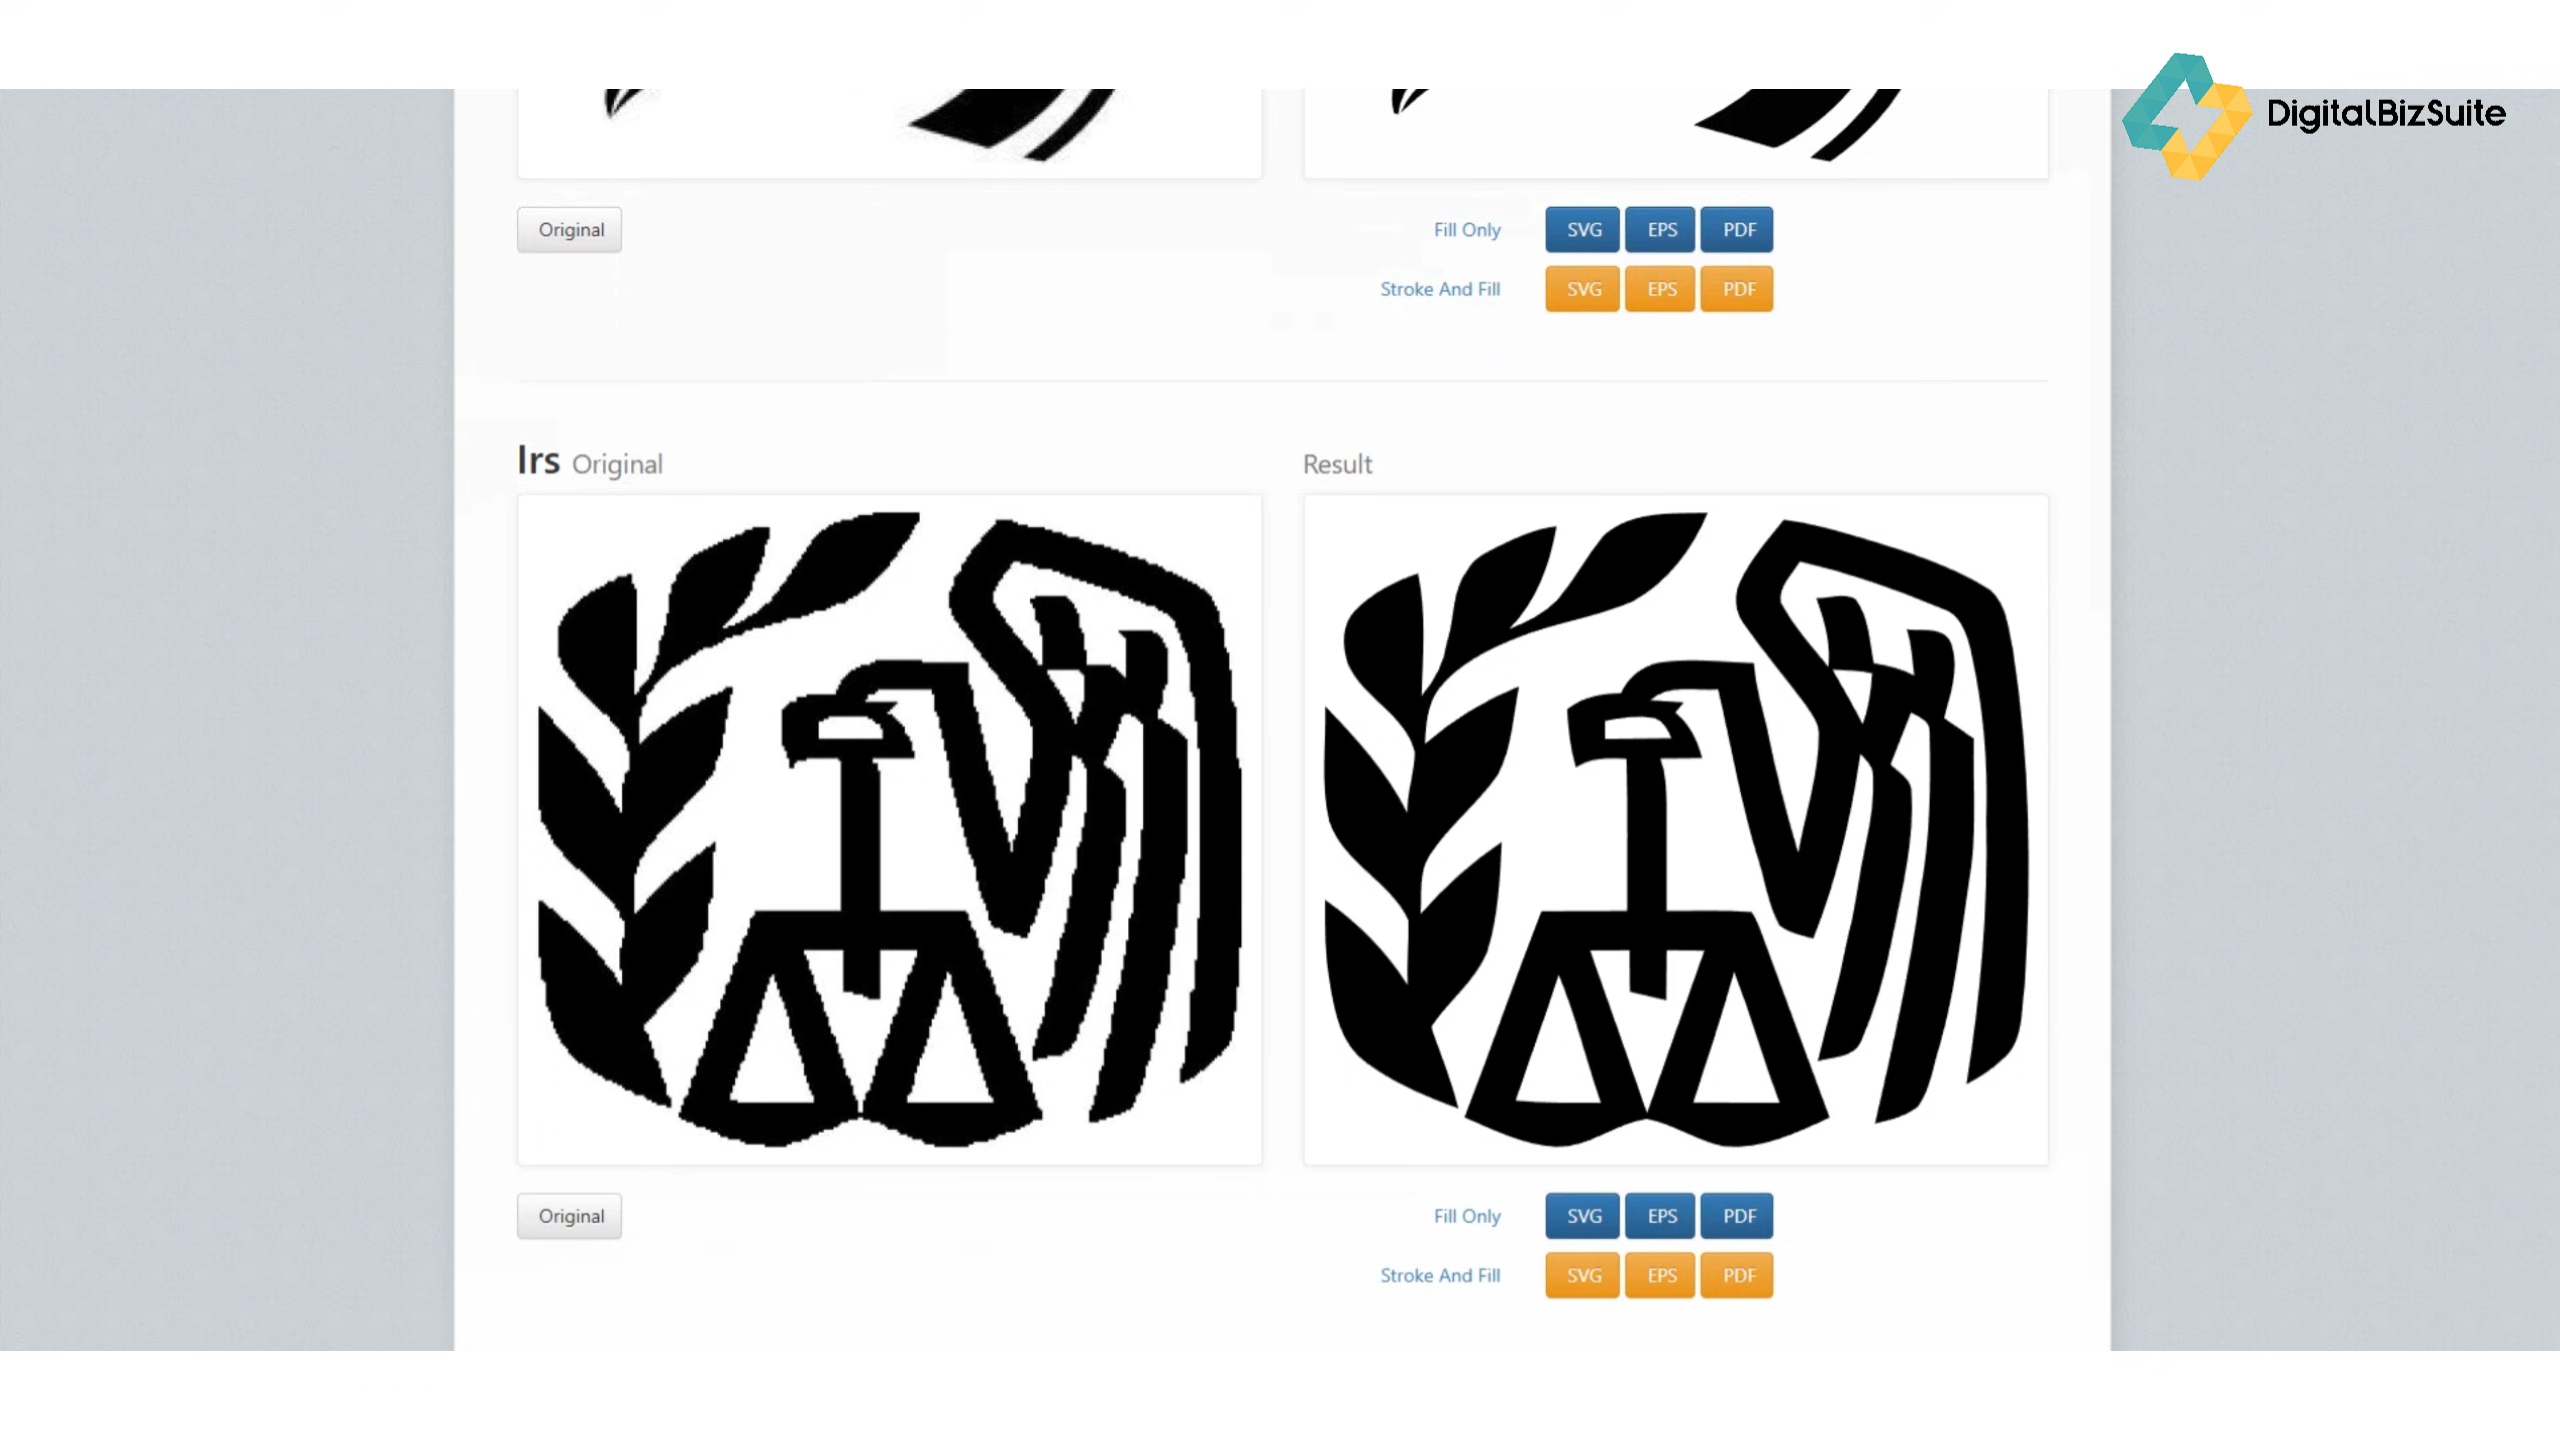 DigitalBizSuite
Original
Fill Only SVG EPS PDF
Stroke And Fill SVG EPS PDF
Irs Original
Result
Original
Fill Only SVG EPS PDF
Stroke And Fill SVG EPS PDF